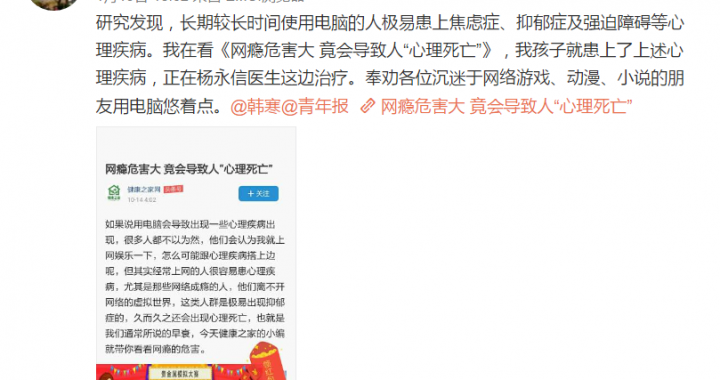 研究发现，长期较长时间使用电脑的人极易患上焦虑症、抑郁症及强迫障碍等心
理疾病。我在看《网瘾危害大 竟会导致人“心理死亡”》，我孩子就患上了上述心
理疾病，正在杨永信医生这边治疗。奉劝各位沉迷于网络游戏、动漫、小说的朋
友用电脑悠着点。@韩寒@青年报 网瘾危害大 竟会导致人“心理死亡”
网瘾危害大 竟会导致人“心理死亡”
健康之家网
10-14 4:02
＋关注
如果说用电脑会导致出现一些心理疾病出
现，很多人都不以为然，他们会认为我就上
网娱乐一下，怎么可能跟心理疾病搭上边
呢，但其实经常上网的人很容易患心理疾
病，尤其是那些网络成瘾的人，他们离不开
网络的虚拟世界，这类人群是极易出现抑郁
症的，久而久之还会出现心理死亡，也就是
我们通常所说的早衰，今天健康之家的小编
就带你看看网瘾的危害。
贵金属模拟大赛